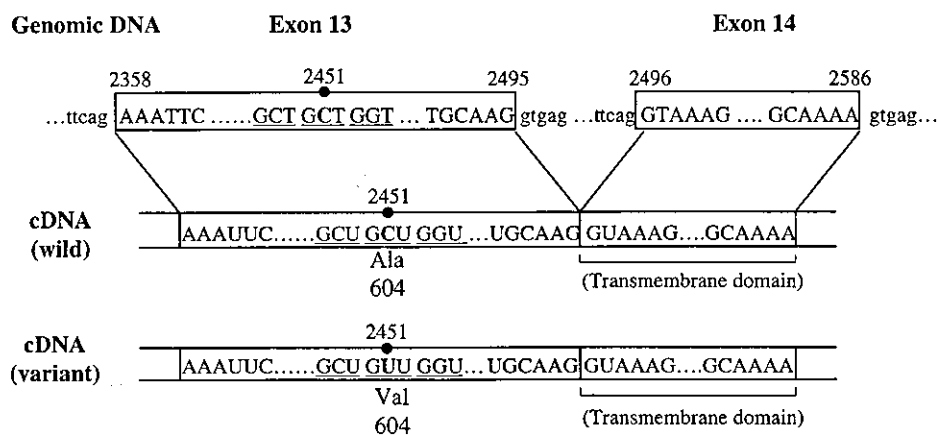 Genomic DNA Exon 13 Exon 14
2358 2451 2495 2496 2586
...ttcag AAATTC ......GCT GCT GGT ... TGCAAG gtgag ...ttcag GTAAAG ....GCAAAA gtgag...
2451
cDNA (wild) AAAUUC......GCU GCU GGU...UGCAAG GUAAAG....GCAAAA
Ala (Transmembrane domain)
604
2451
cDNA (variant) AAAUUC......GCU GUU GGU...UGCAAG GUAAAG....GCAAAA
Val (Transmembrane domain)
604